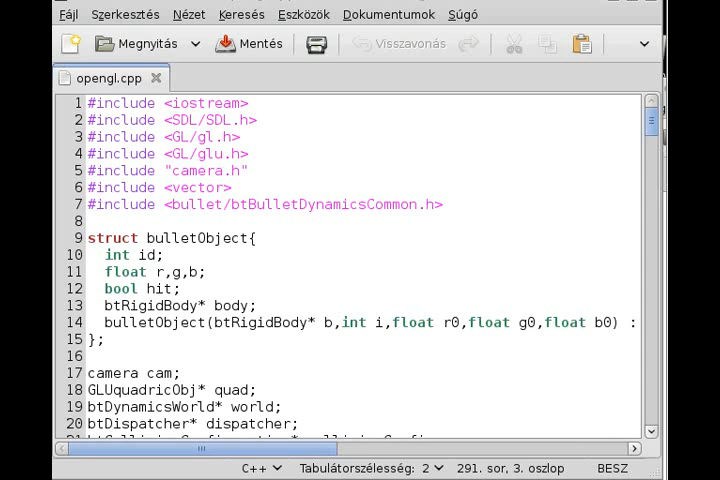 Fájl Szerkesztés Nézet Keresés Eszközök Dokumentumok Súgó
Megnyitás Mentés Visszavonás
opengl.cpp
1 #include <iostream>
2 #include <SDL/SDL.h>
3 #include <GL/gl.h>
4 #include <GL/glu.h>
5 #include "camera.h"
6 #include <vector>
7 #include <bullet/btBulletDynamicsCommon.h>
8
9 struct bulletObject{
10 int id;
11 float r,g,b;
12 bool hit;
13 btRigidBody* body;
14 bulletObject(btRigidBody* b,int i,float r0,float g0,float b0) :
15 };
16
17 camera cam;
18 GLUquadricObj* quad;
19 btDynamicsWorld* world;
20 btDispatcher* dispatcher;
C++ Tabulátorszélesség: 2 291. sor, 3. oszlop BESZ